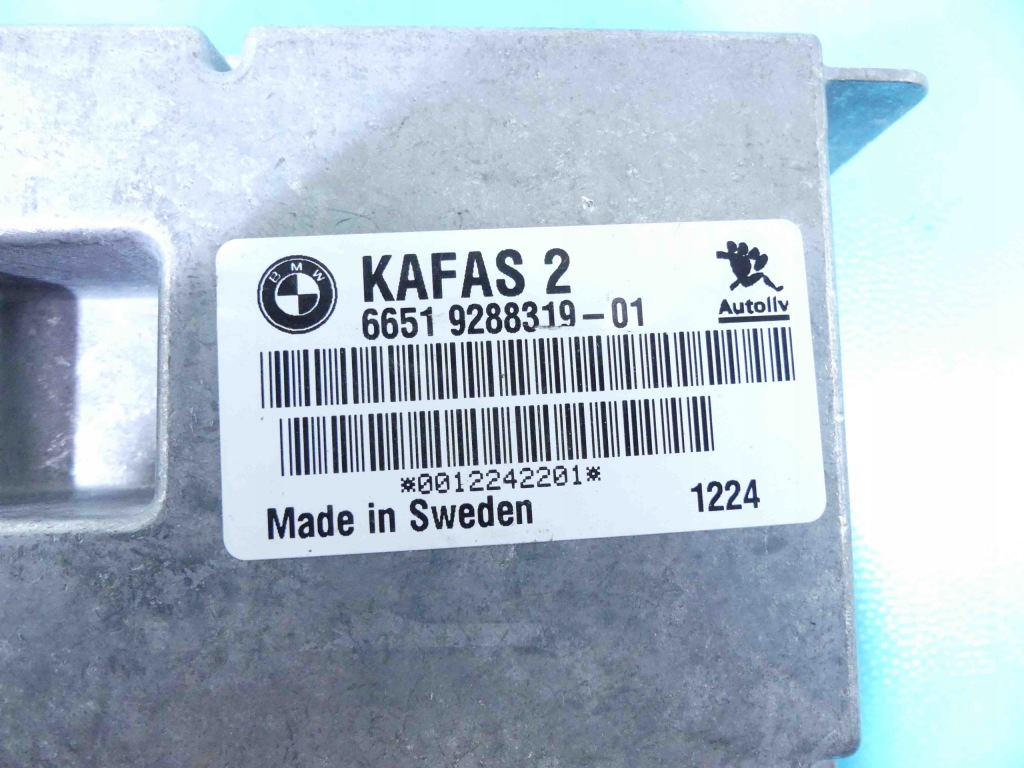 BMW
KAFAS 2
Autoliv
6651 9288319-01
*0012242201*
Made in Sweden
1224